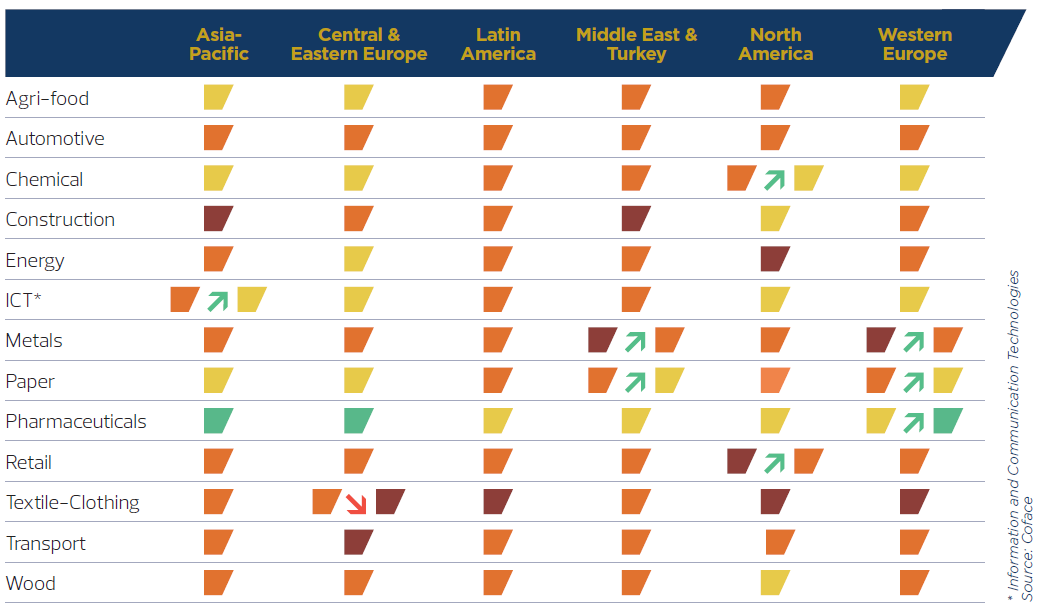 Asia-
Pacific
Central &
Eastern Europe
Latin
America
Middle East &
Turkey
North
America
Western
Europe
Agri-food
Automotive
Chemical
Construction
Energy
ICT*
Metals
Paper
Pharmaceuticals
Retail
Textile-Clothing
Transport
Wood
* Information and Communication Technologies
Source: Coface